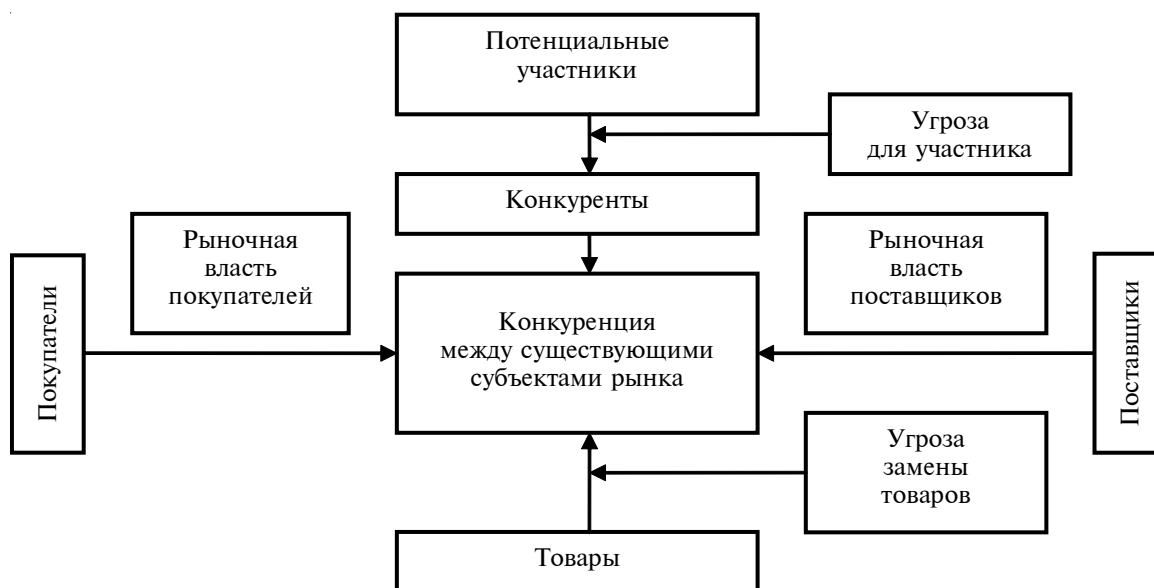 Потенциальные
участники
Угроза
для участника
Конкуренты
Рыночная
власть
покупателей
Рыночная
власть
поставщиков
Покупатели
Конкуренция
между существующими
субъектами рынка
Поставщики
Угроза
замены
товаров
Товары